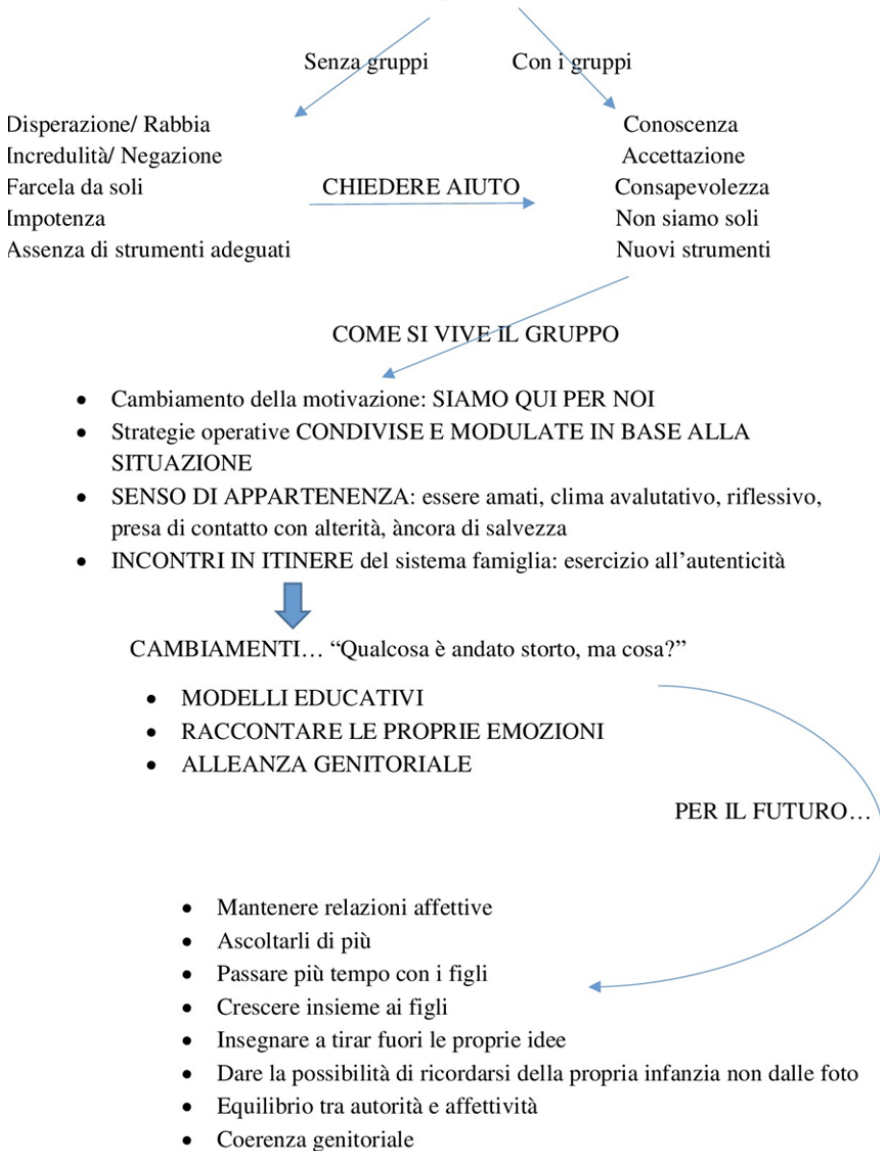 Senza gruppi Con i gruppi
Disperazione/ Rabbia Conoscenza
Incredulità/ Negazione Accettazione
Farcela da soli CHIEDERE AIUTO Consapevolezza
Impotenza Non siamo soli
Assenza di strumenti adeguati Nuovi strumenti
COME SI VIVE IL GRUPPO
• Cambiamento della motivazione: SIAMO QUI PER NOI
• Strategie operative CONDIVISE E MODULATE IN BASE ALLA
SITUAZIONE
• SENSO DI APPARTENENZA: essere amati, clima avalutativo, riflessivo,
presa di contatto con alterità, àncora di salvezza
• INCONTRI IN ITINERE del sistema famiglia: esercizio all’autenticità
CAMBIAMENTI… “Qualcosa è andato storto, ma cosa?”
• MODELLI EDUCATIVI
• RACCONTARE LE PROPRIE EMOZIONI
• ALLEANZA GENITORIALE
PER IL FUTURO…
• Mantenere relazioni affettive
• Ascoltarli di più
• Passare più tempo con i figli
• Crescere insieme ai figli
• Insegnare a tirar fuori le proprie idee
• Dare la possibilità di ricordarsi della propria infanzia non dalle foto
• Equilibrio tra autorità e affettività
• Coerenza genitoriale